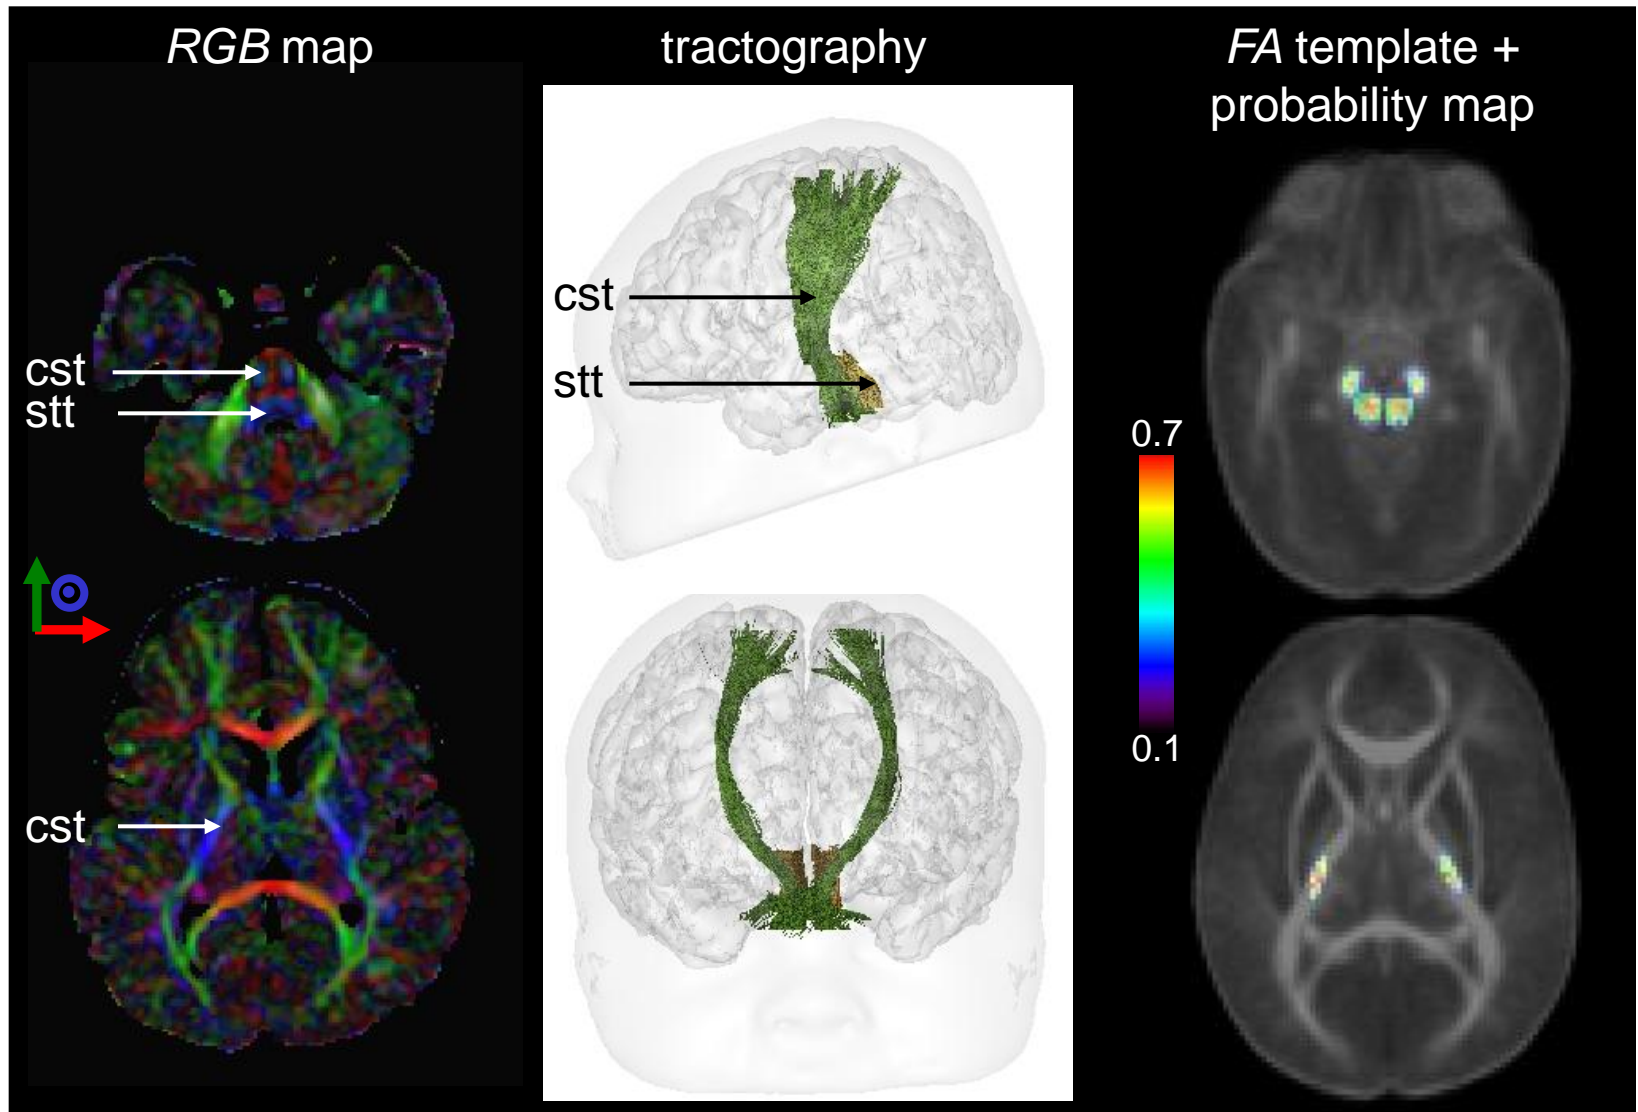 RGB map
tractography
FA template +
probability map
cst
stt
cst
cst
stt
0.7
0.1